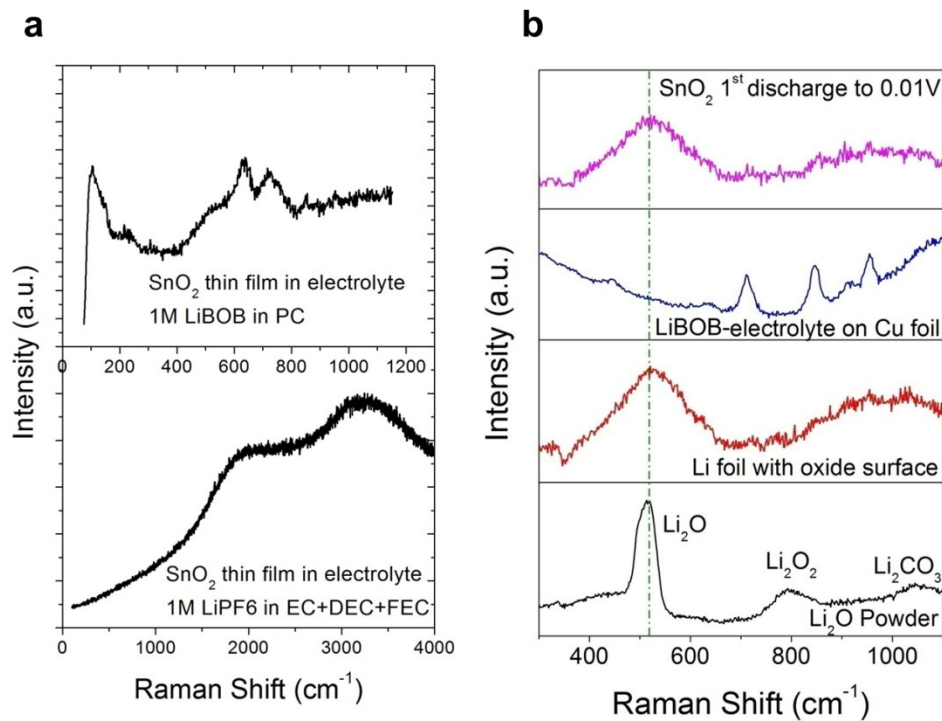 a
Intensity (a.u.)
SnO₂ thin film in electrolyte
1M LiBOB in PC
0 200 400 600 800 1000 1200
SnO₂ thin film in electrolyte
1M LiPF6 in EC+DEC+FEC
0 1000 2000 3000 4000
Raman Shift (cm⁻¹)
b
Intensity (a.u.)
SnO₂ 1ˢᵗ discharge to 0.01V
LiBOB-electrolyte on Cu foil
Li foil with oxide surface
Li₂O
Li₂O₂
Li₂CO₃
Li₂O Powder
400 600 800 1000
Raman Shift (cm⁻¹)